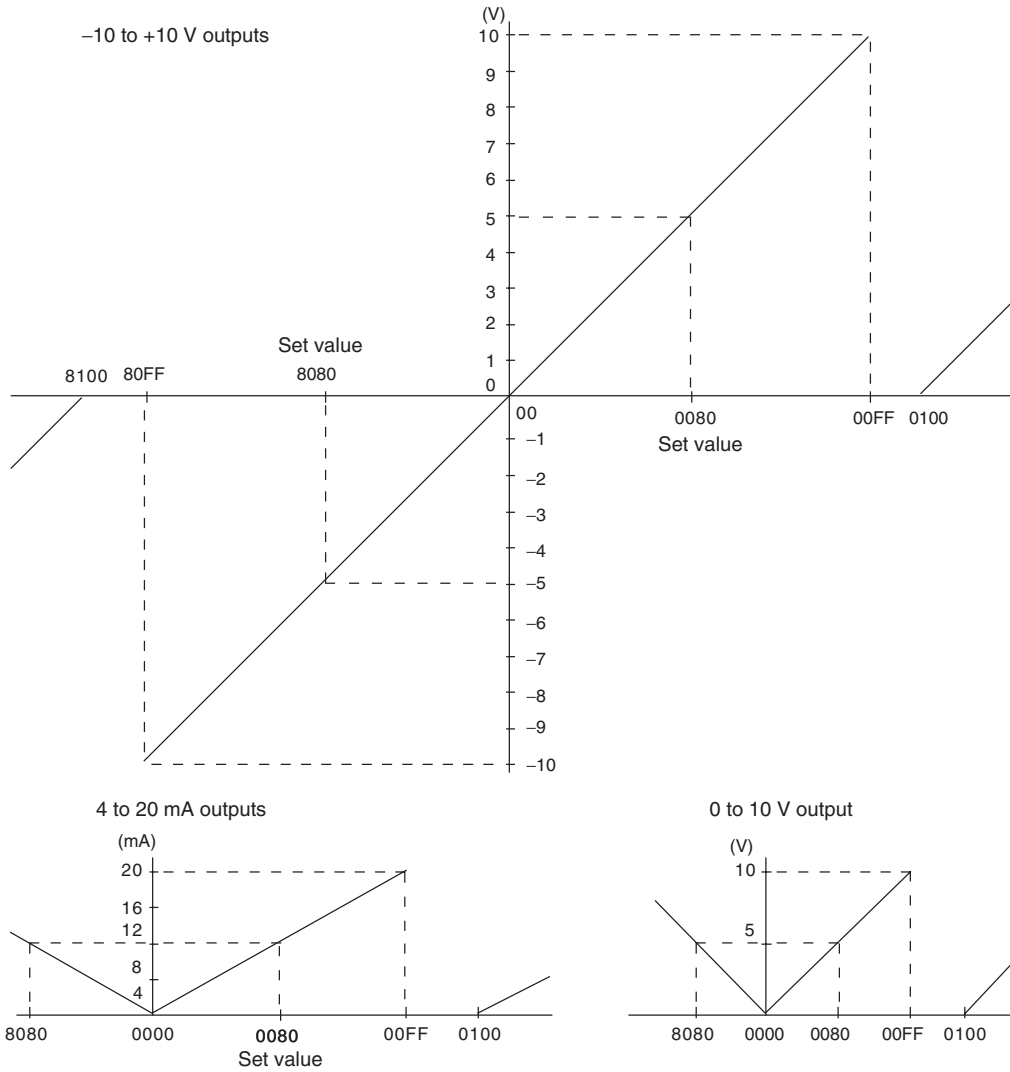 –10 to +10 V outputs
(V)
10
9
8
7
6
5
4
3
2
1
0
Set value
8100 80FF 8080
00 0080 00FF 0100
Set value
–1
–2
–3
–4
–5
–6
–7
–8
–9
–10
4 to 20 mA outputs
(mA)
20
16
12
8
4
8080 0000 0080 00FF 0100
Set value
0 to 10 V output
(V)
10
5
8080 0000 0080 00FF 0100